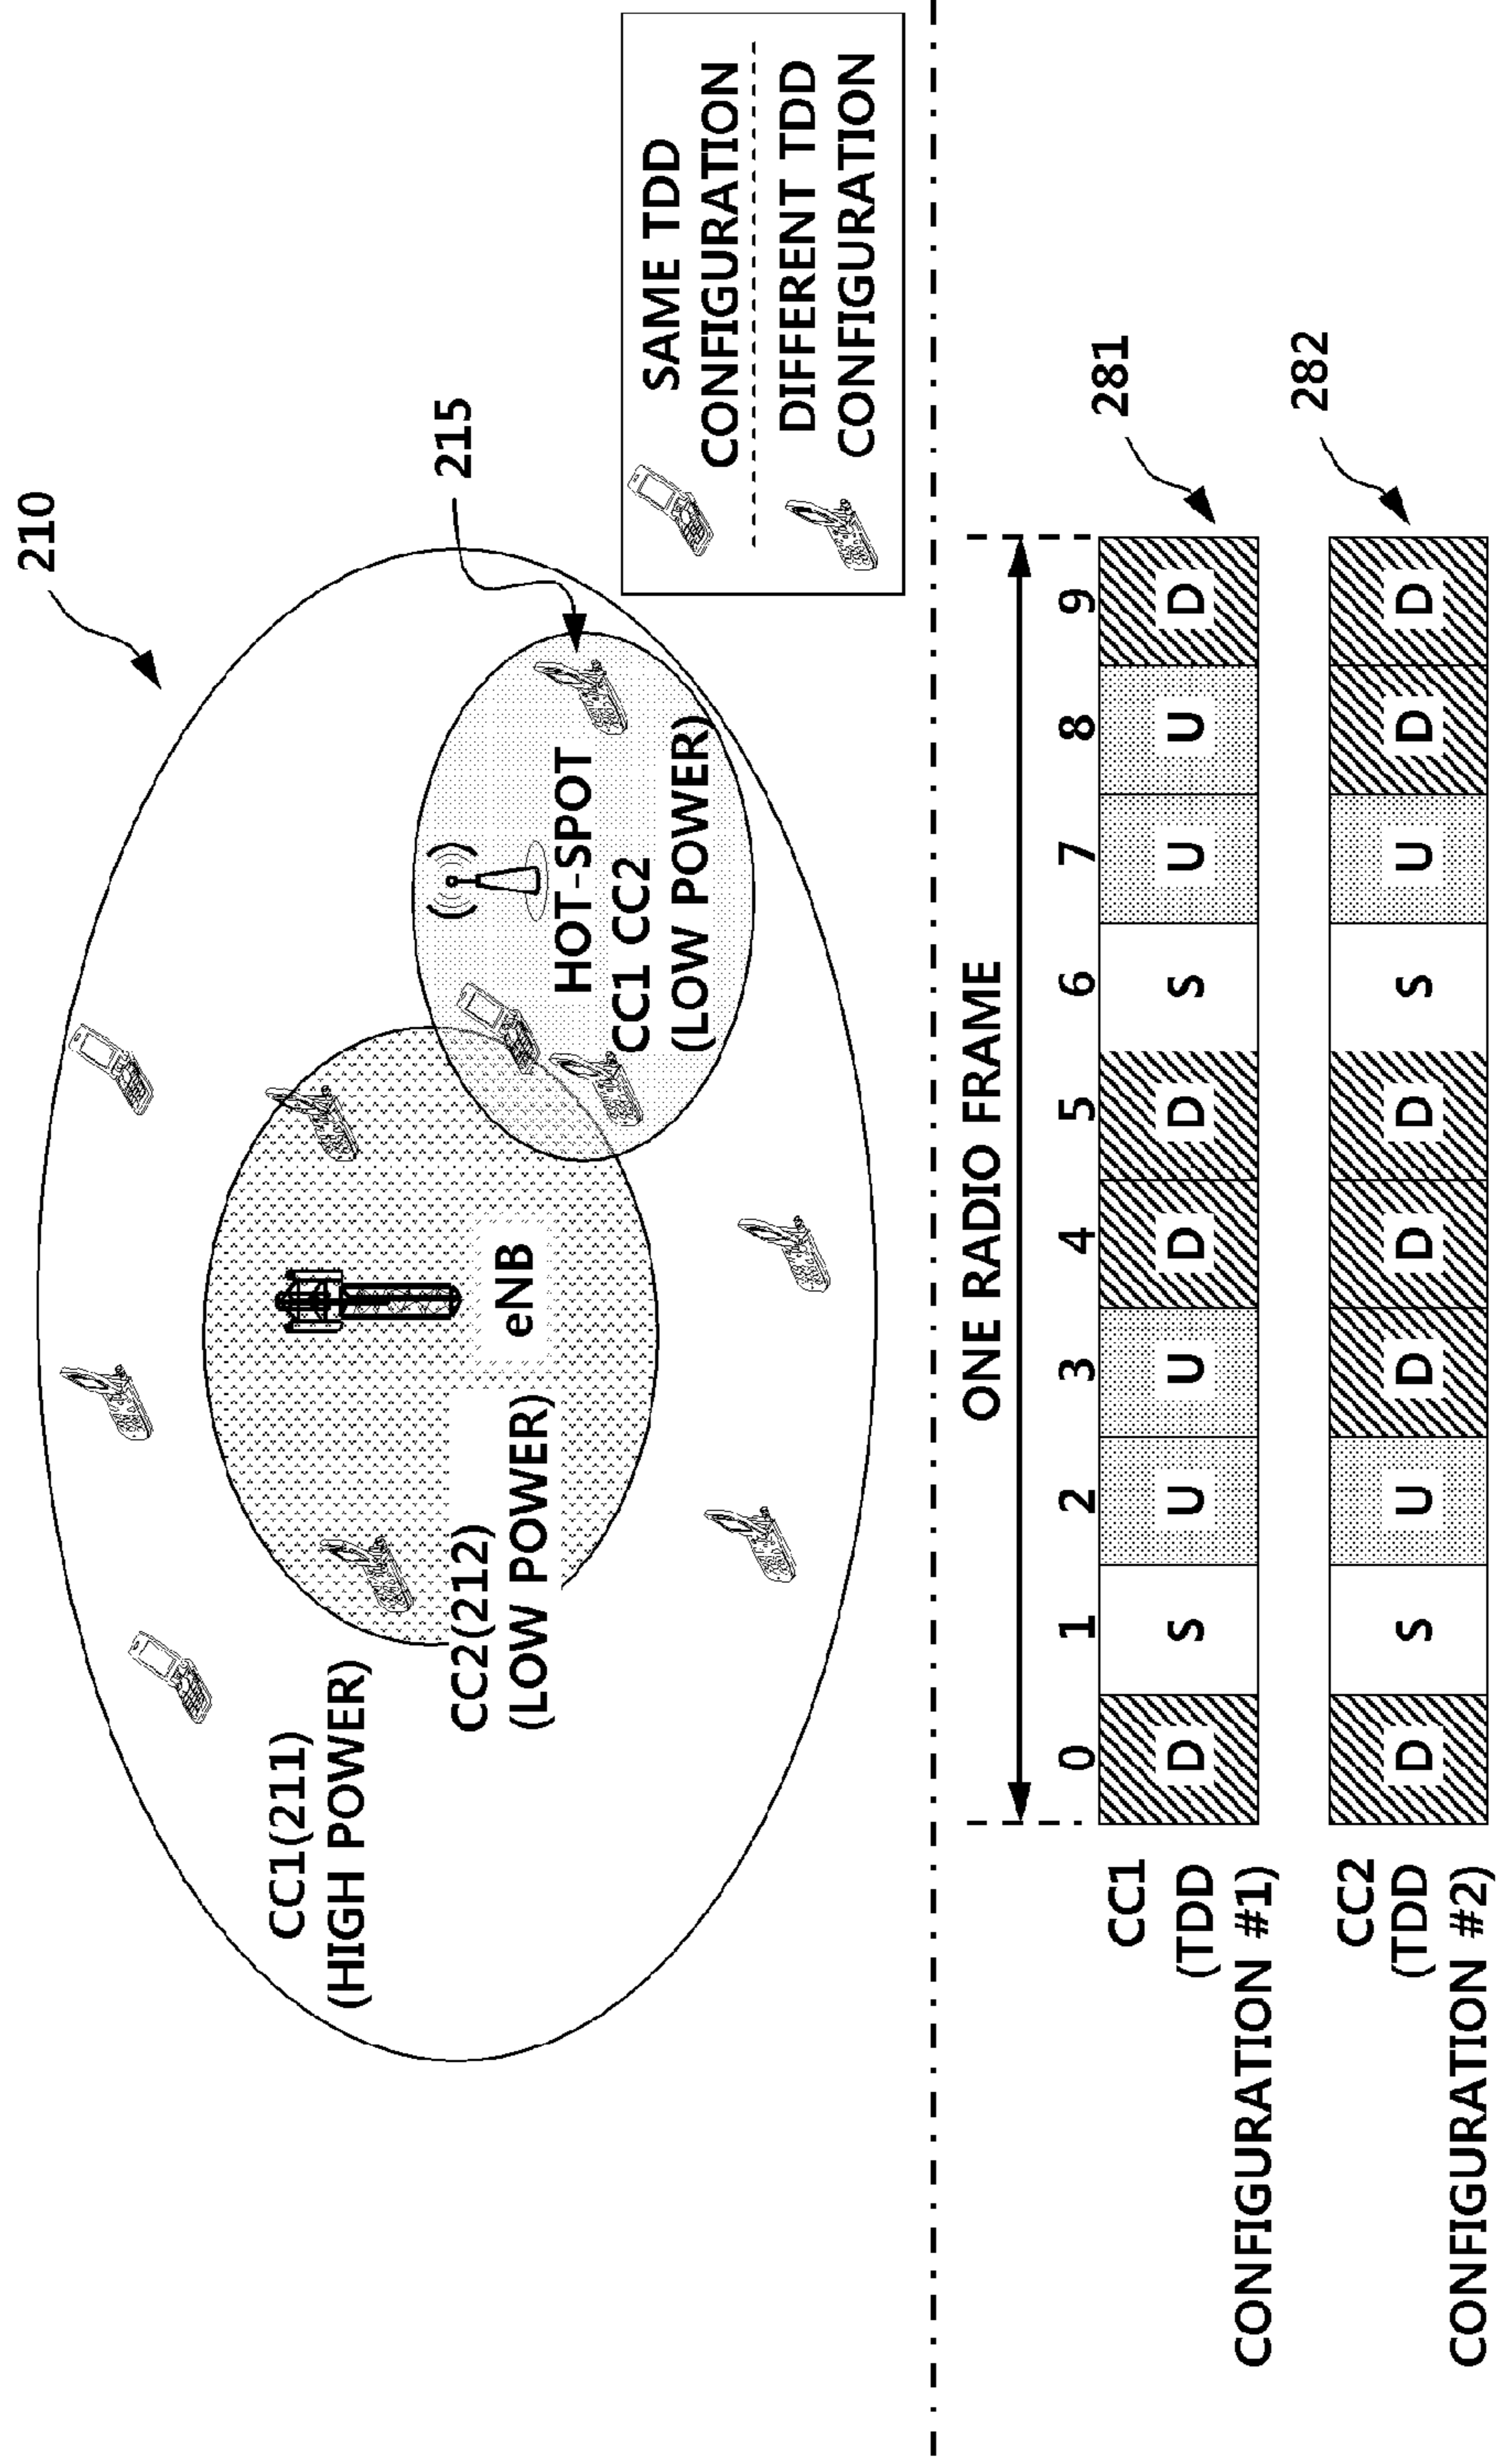 210
215
CC1(211)
(HIGH POWER)
CC2(212)
(LOW POWER)
eNB
HOT-SPOT
CC1 CC2
(LOW POWER)
SAME TDD
CONFIGURATION
DIFFERENT TDD
CONFIGURATION
ONE RADIO FRAME
0 1 2 3 4 5 6 7 8 9
CC1
(TDD
CONFIGURATION #1)
D S U U D D S U U D
281
CC2
(TDD
CONFIGURATION #2)
D S U D D D S U D D
282